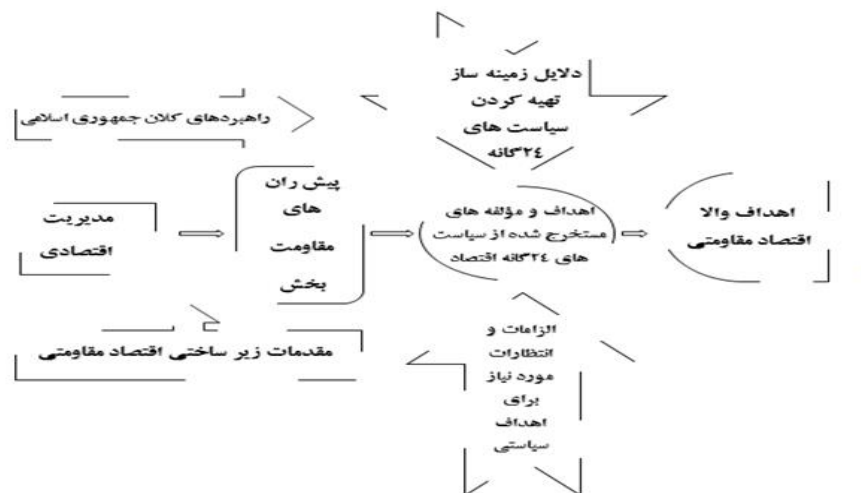 دلایل زمینه ساز
تهیه کردن
سیاست های
۲٤گانه
راهبردهای کلان جمهوری اسلامی
پیش ران
های
مقاومت
بخش
مدیریت
اقتصادی
اهداف و مؤلفه های
مستخرج شده از سیاست
های ۲٤گانه اقتصاد
اهداف والا
اقتصاد مقاومتی
مقدمات زیر ساختی اقتصاد مقاومتی
الزامات و
انتظارات
مورد نیاز
برای
اهداف
سیاستی